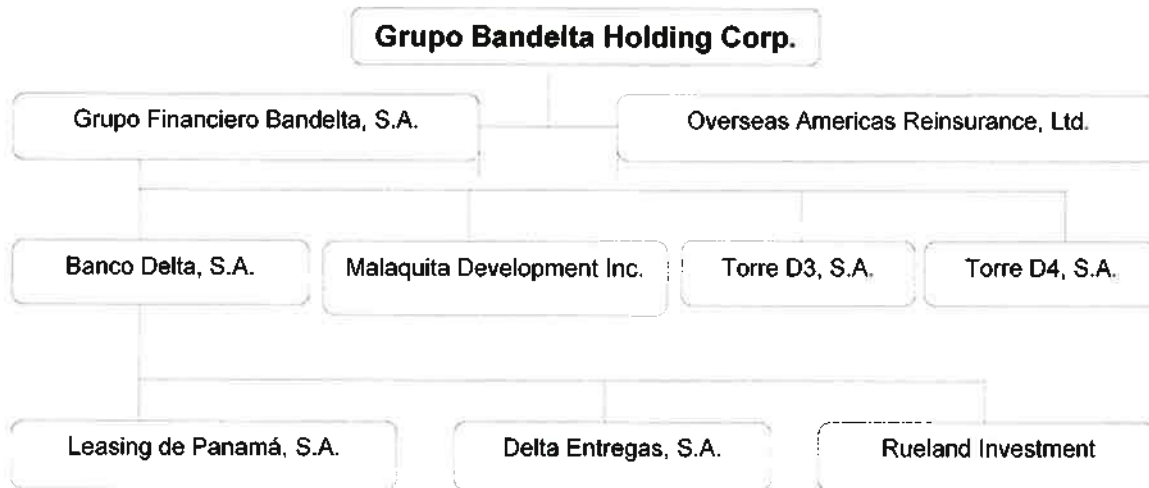 Grupo Bandelta Holding Corp.
Grupo Financiero Bandelta, S.A.
Overseas Americas Reinsurance, Ltd.
Banco Delta, S.A.
Malaquita Development Inc.
Torre D3, S.A.
Torre D4, S.A.
Leasing de Panamá, S.A.
Delta Entregas, S.A.
Rueland Investment